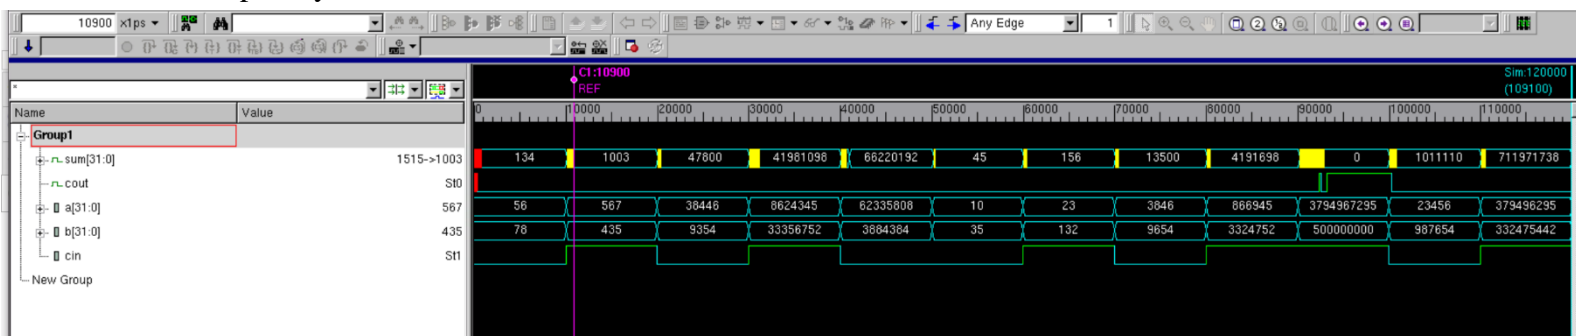 10900 x1ps Any Edge 1
C1:10900 Sim:120000
REF (109100)
*
Name Value 0 10000 20000 30000 40000 50000 60000 70000 80000 90000 100000 110000
Group1
sum[31:0] 1515->1003 134 1003 47800 41981098 66220192 45 156 13500 4191698 0 1011110 711971738
cout St0
a[31:0] 567 56 567 38446 8624345 62335808 10 23 3846 866945 3794967295 23456 379496295
b[31:0] 435 78 435 9354 33356752 3884384 35 132 9654 3324752 500000000 987654 332475442
cin St1
New Group